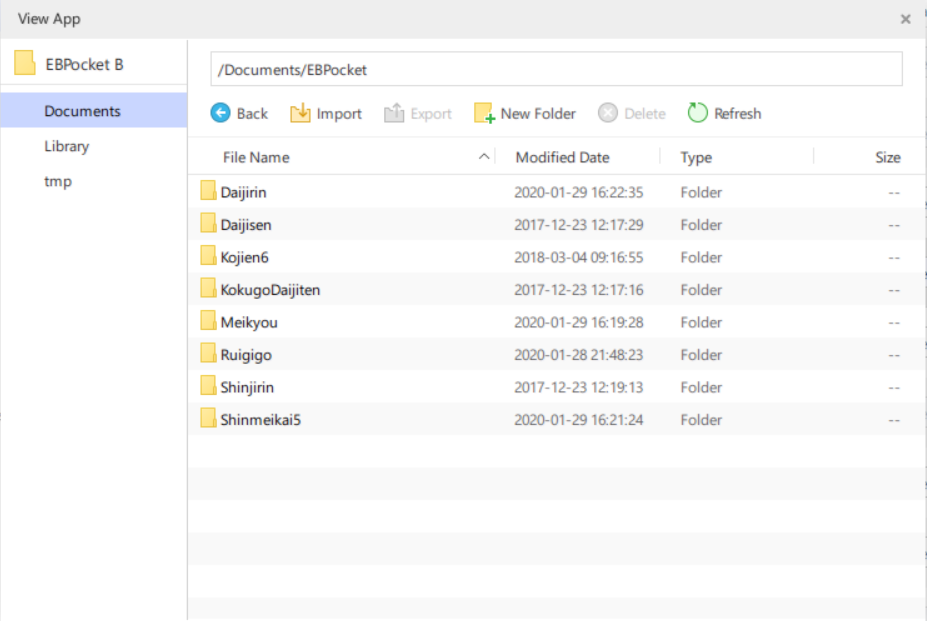 View App
EBPocket B
Documents
Library
tmp
/Documents/EBPocket
Back Import Export New Folder Delete Refresh
File Name Modified Date Type Size
Daijirin 2020-01-29 16:22:35 Folder --
Daijisen 2017-12-23 12:17:29 Folder --
Kojien6 2018-03-04 09:16:55 Folder --
KokugoDaijiten 2017-12-23 12:17:16 Folder --
Meikyou 2020-01-29 16:19:28 Folder --
Ruigigo 2020-01-28 21:48:23 Folder --
Shinjirin 2017-12-23 12:19:13 Folder --
Shinmeikai5 2020-01-29 16:21:24 Folder --